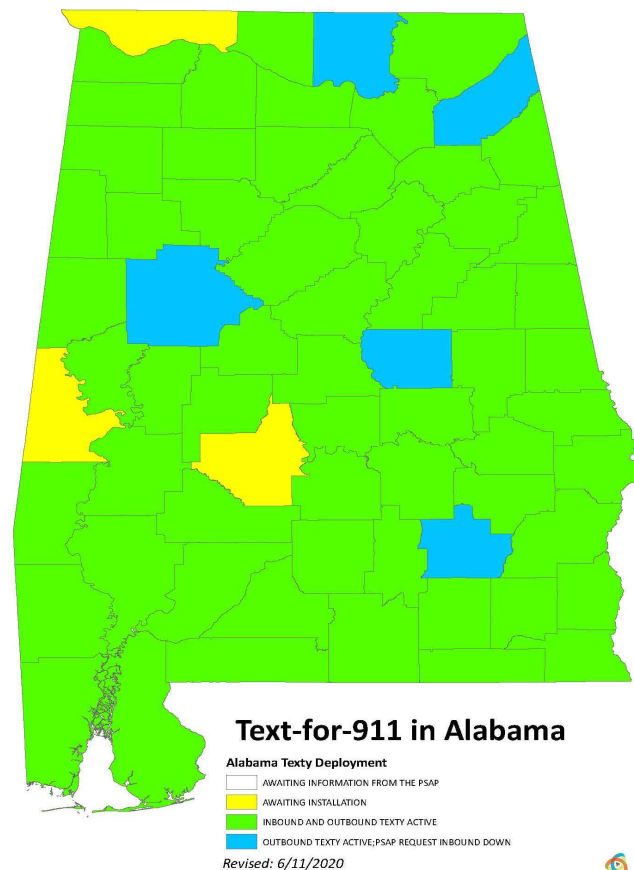 Text-for-911 in Alabama
Alabama Texty Deployment
AWAITING INFORMATION FROM THE PSAP
AWAITING INSTALLATION
INBOUND AND OUTBOUND TEXTY ACTIVE
OUTBOUND TEXTY ACTIVE;PSAP REQUEST INBOUND DOWN
Revised: 6/11/2020